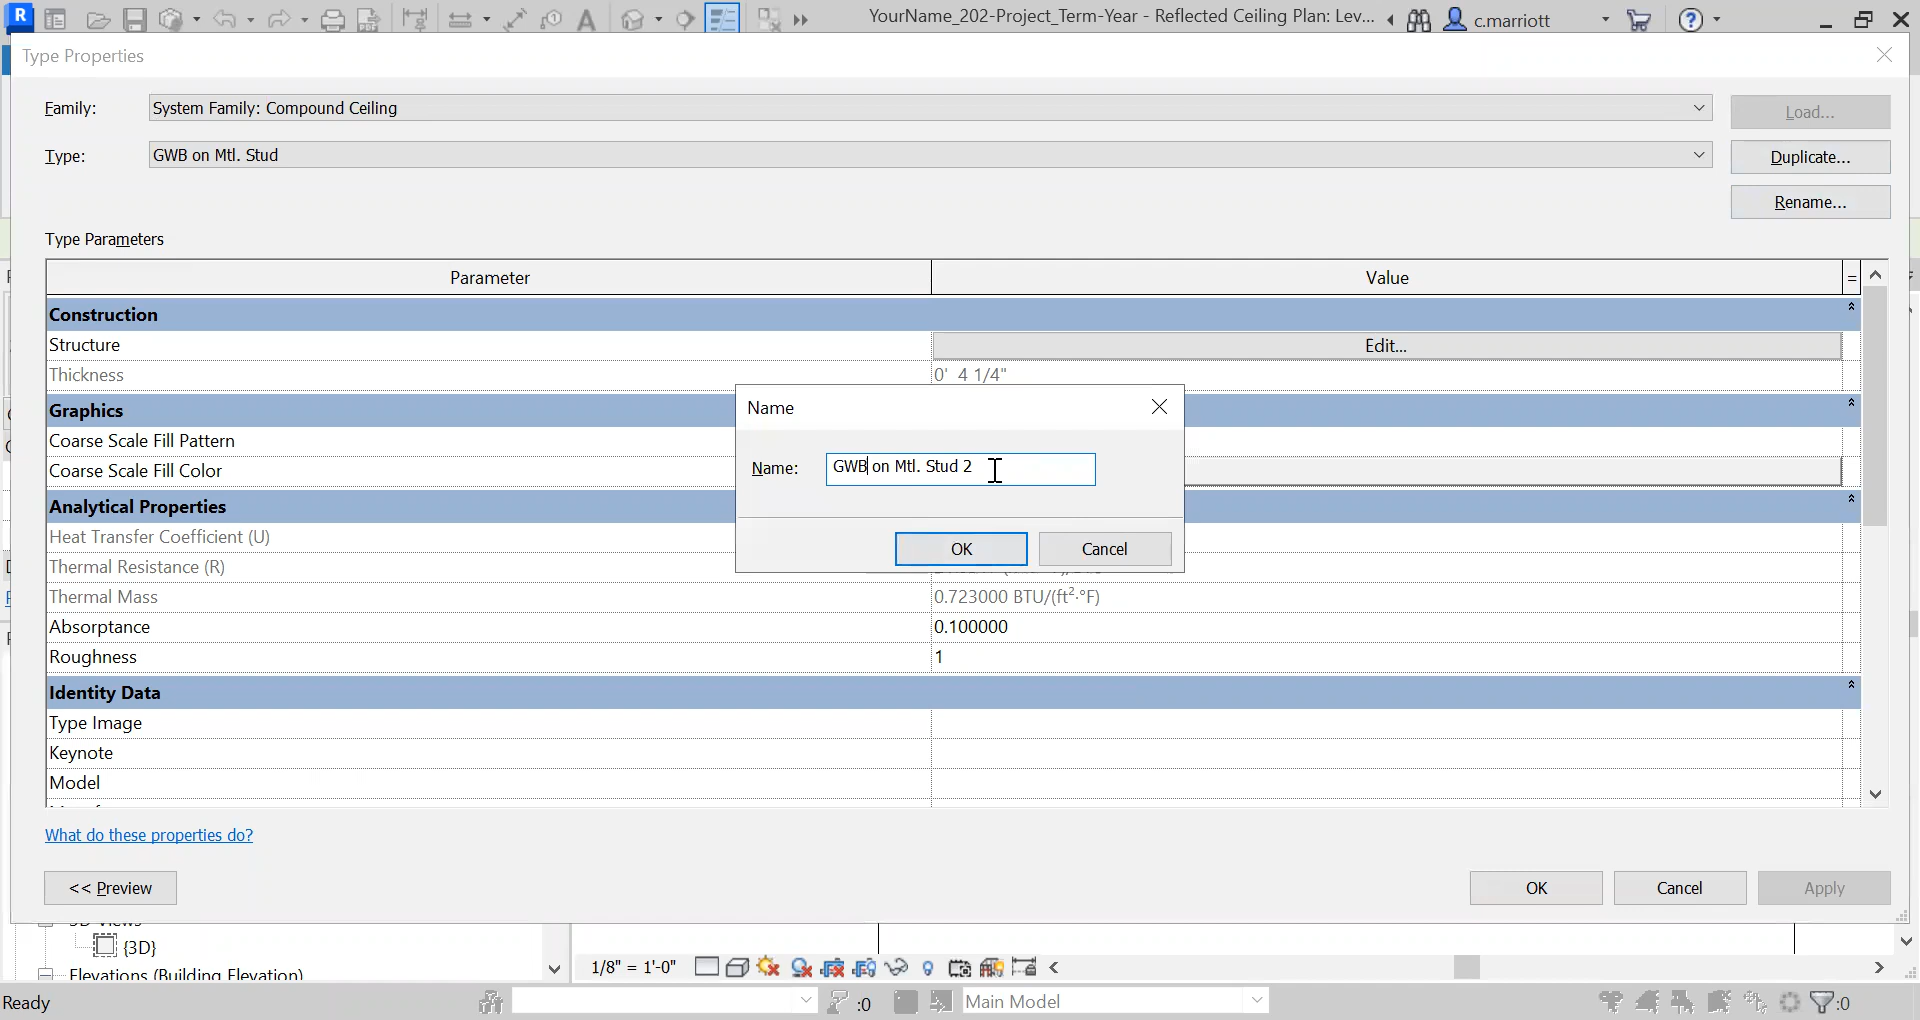 YourName_202-Project_Term-Year - Reflected Ceiling Plan: Lev...
c.marriott
Type Properties
Family: System Family: Compound Ceiling
Load...
Type: GWB on Mtl. Stud
Duplicate...
Rename...
Type Parameters
Parameter Value =
Construction
Structure Edit...
Thickness 0' 4 1/4"
Graphics
Coarse Scale Fill Pattern
Coarse Scale Fill Color
Name
Name: GWB on Mtl. Stud 2
OK Cancel
Analytical Properties
Heat Transfer Coefficient (U)
Thermal Resistance (R)
Thermal Mass 0.723000 BTU/(ft²·°F)
Absorptance 0.100000
Roughness 1
Identity Data
Type Image
Keynote
Model
What do these properties do?
<< Preview
OK Cancel Apply
3D Views
{3D}
Elevations (Building Elevation)
1/8" = 1'-0"
Ready
:0
Main Model
:0